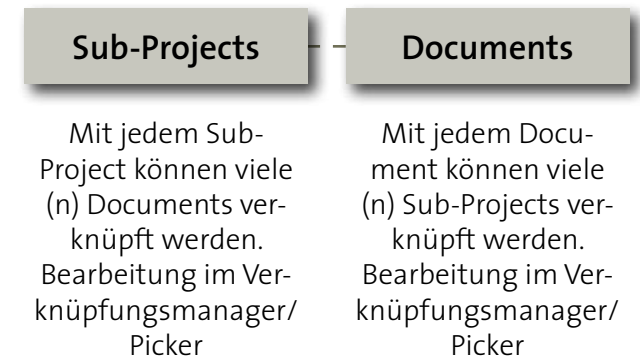 Sub-Projects
Documents
Mit jedem Sub-
Project können viele
(n) Documents ver-
knüpft werden.
Bearbeitung im Ver-
knüpfungsmanager/
Picker
Mit jedem Docu-
ment können viele
(n) Sub-Projects ver-
knüpft werden.
Bearbeitung im Ver-
knüpfungsmanager/
Picker